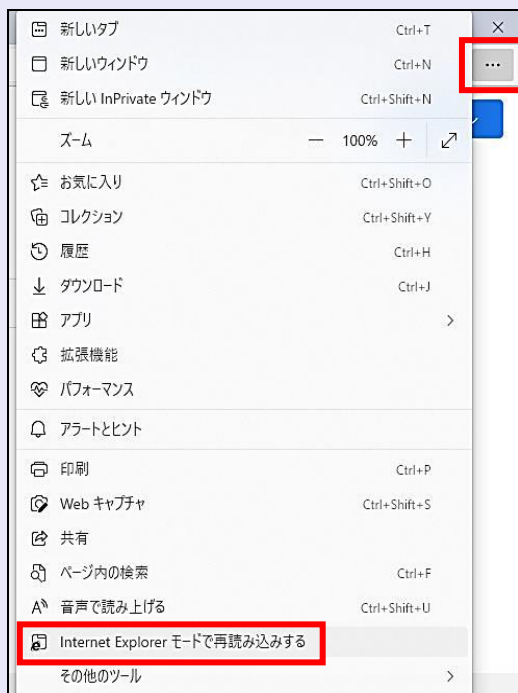 新しいタブ Ctrl+T
新しいウィンドウ Ctrl+N
新しい InPrivate ウィンドウ Ctrl+Shift+N
ズーム — 100% +
お気に入り Ctrl+Shift+O
コレクション Ctrl+Shift+Y
履歴 Ctrl+H
ダウンロード Ctrl+J
アプリ
拡張機能
パフォーマンス
アラートとヒント
印刷 Ctrl+P
Web キャプチャ Ctrl+Shift+S
共有
ページ内の検索 Ctrl+F
音声で読み上げる Ctrl+Shift+U
Internet Explorer モードで再読み込みする
その他のツール